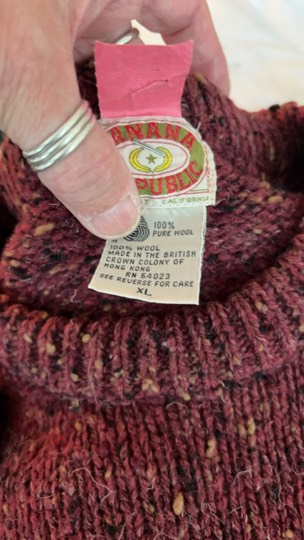 BANANA
REPUBLIC
CALIFORNIA
100%
PURE WOOL
100% WOOL
MADE IN THE BRITISH
CROWN COLONY OF
HONG KONG
RN 54023
SEE REVERSE FOR CARE
XL